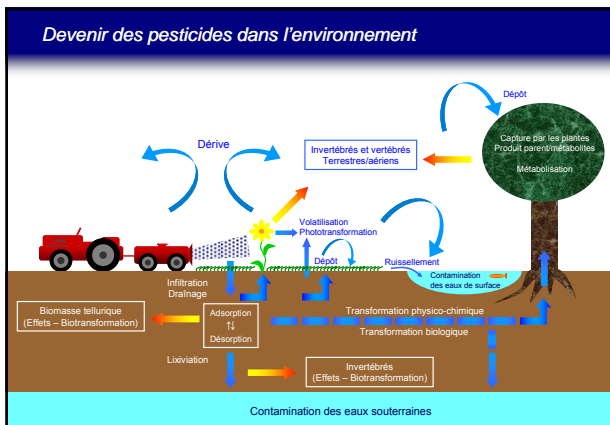 Devenir des pesticides dans l'environnement
Dépôt
Dérive
Capture par les plantes
Produit parent/métabolites
Métabolisation
Invertébrés et vertébrés
Terrestres/aériens
Volatilisation
Phototransformation
Dépôt
Ruissellement
Contamination
des eaux de surface
Infiltration
Draînage
Biomasse tellurique
(Effets – Biotransformation)
Adsorption
⇅
Désorption
Transformation physico-chimique
Transformation biologique
Lixiviation
Invertébrés
(Effets – Biotransformation)
Contamination des eaux souterraines